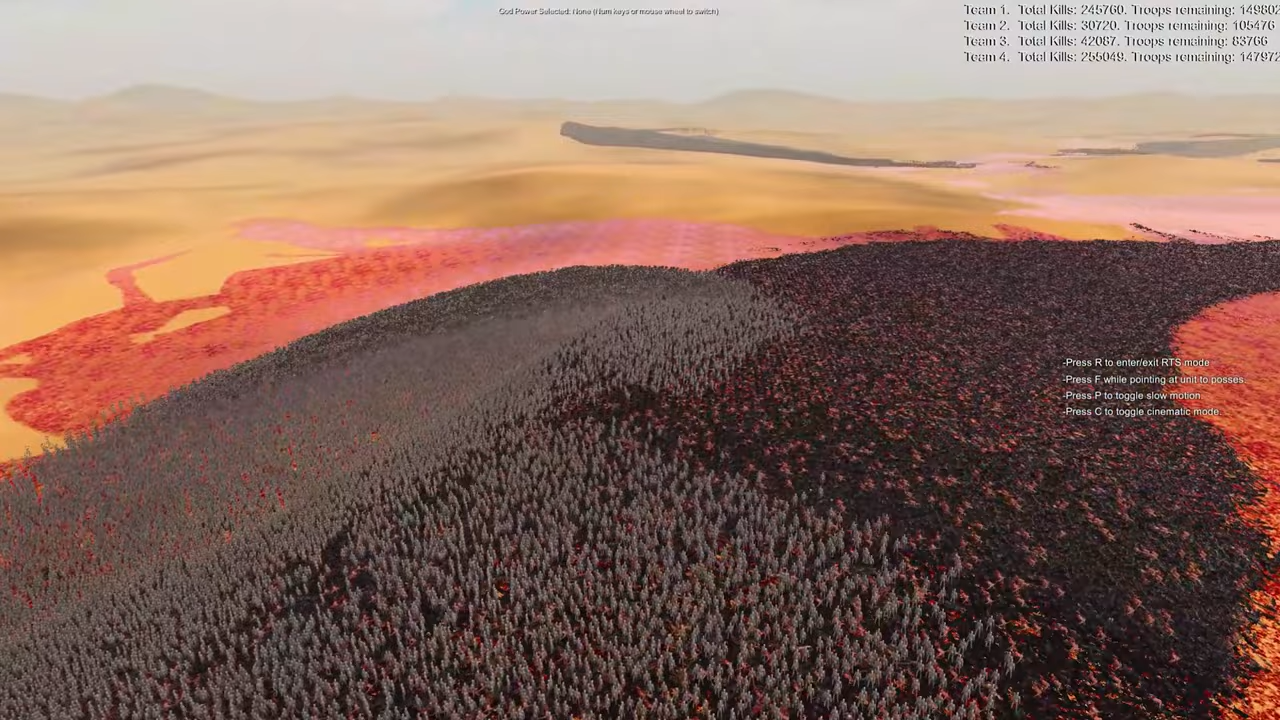 God Power Selected: None (Num keys or mouse wheel to switch)
Team 1. Total Kills: 245760. Troops remaining: 149802
Team 2. Total Kills: 30720. Troops remaining: 105476
Team 3. Total Kills: 42087. Troops remaining: 83766
Team 4. Total Kills: 255049. Troops remaining: 147972
-Press R to enter/exit RTS mode
-Press F while pointing at unit to posses.
-Press P to toggle slow motion
-Press C to toggle cinematic mode.